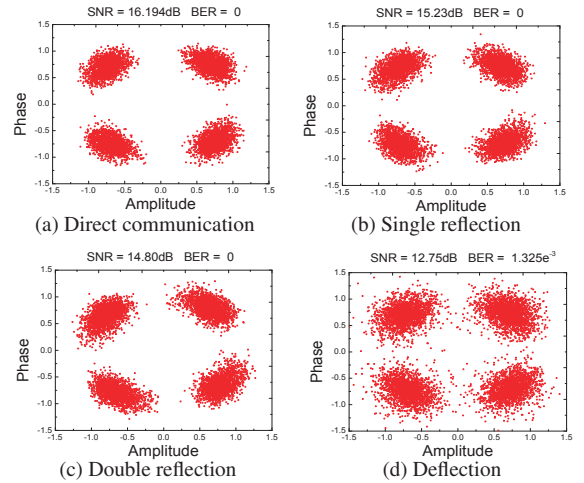 SNR = 16.194dB BER = 0
1.5
1.0
0.5
0.0
-0.5
-1.0
-1.5
Phase
-1.5 -1.0 -0.5 0.0 0.5 1.0 1.5
Amplitude
(a) Direct communication
SNR = 15.23dB BER = 0
1.5
1.0
0.5
0.0
-0.5
-1.0
-1.5
Phase
-1.5 -1.0 -0.5 0.0 0.5 1.0 1.5
Amplitude
(b) Single reflection
SNR = 14.80dB BER = 0
1.5
1.0
0.5
0.0
-0.5
-1.0
-1.5
Phase
-1.5 -1.0 -0.5 0.0 0.5 1.0 1.5
Amplitude
(c) Double reflection
SNR = 12.75dB BER = 1.325e⁻³
1.5
1.0
0.5
0.0
-0.5
-1.0
-1.5
Phase
-1.5 -1.0 -0.5 0.0 0.5 1.0 1.5
Amplitude
(d) Deflection